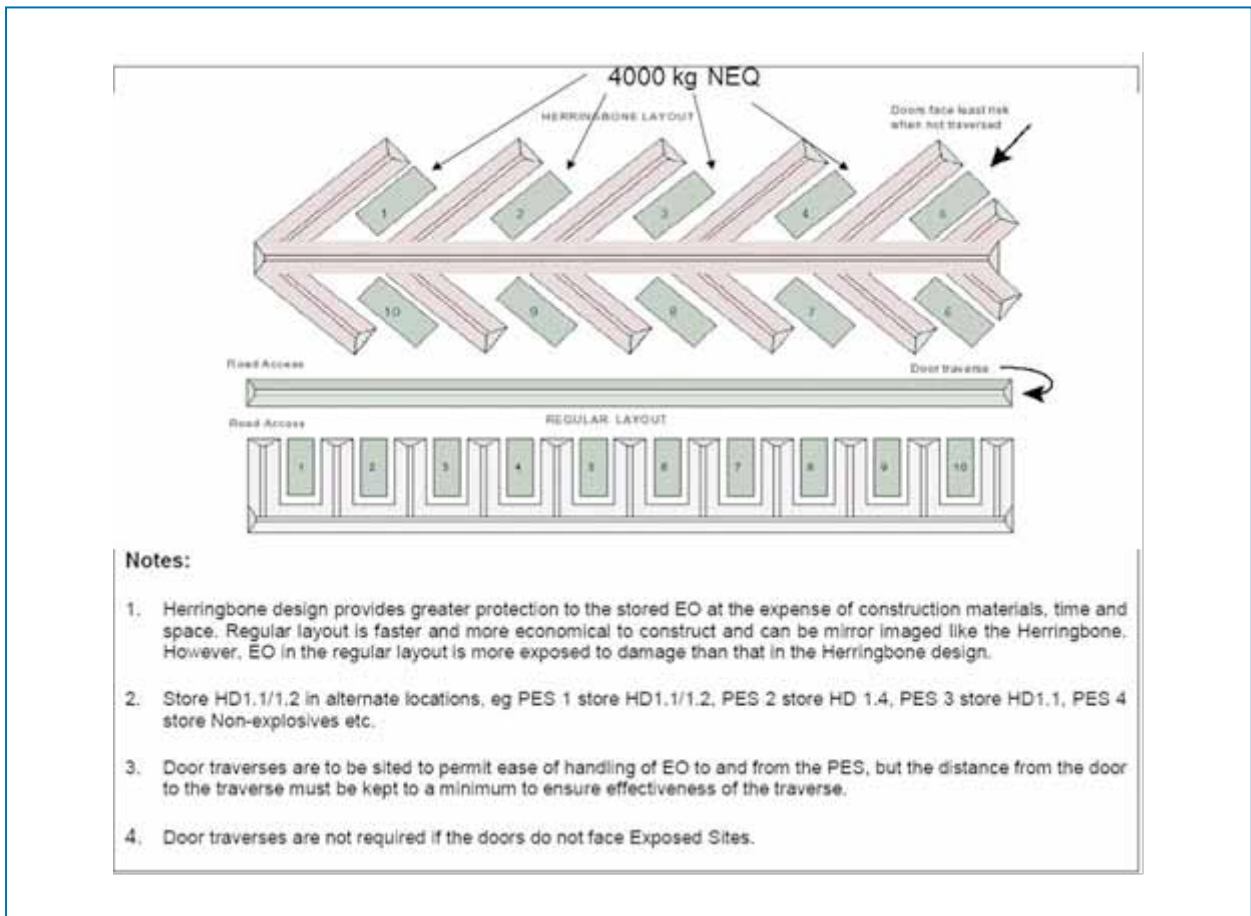 4000 kg NEQ
HERRINGBONE LAYOUT
Doors face least risk
when not traversed
1
2
3
4
5
10
9
8
7
6
Road Access
Door traverse
Road Access
REGULAR LAYOUT
1
2
3
4
5
6
7
8
9
10
Notes:
1. Herringbone design provides greater protection to the stored EO at the expense of construction materials, time and
space. Regular layout is faster and more economical to construct and can be mirror imaged like the Herringbone.
However, EO in the regular layout is more exposed to damage than that in the Herringbone design.
2. Store HD1.1/1.2 in alternate locations, eg PES 1 store HD1.1/1.2, PES 2 store HD 1.4, PES 3 store HD1.1, PES 4
store Non-explosives etc.
3. Door traverses are to be sited to permit ease of handling of EO to and from the PES, but the distance from the door
to the traverse must be kept to a minimum to ensure effectiveness of the traverse.
4. Door traverses are not required if the doors do not face Exposed Sites.